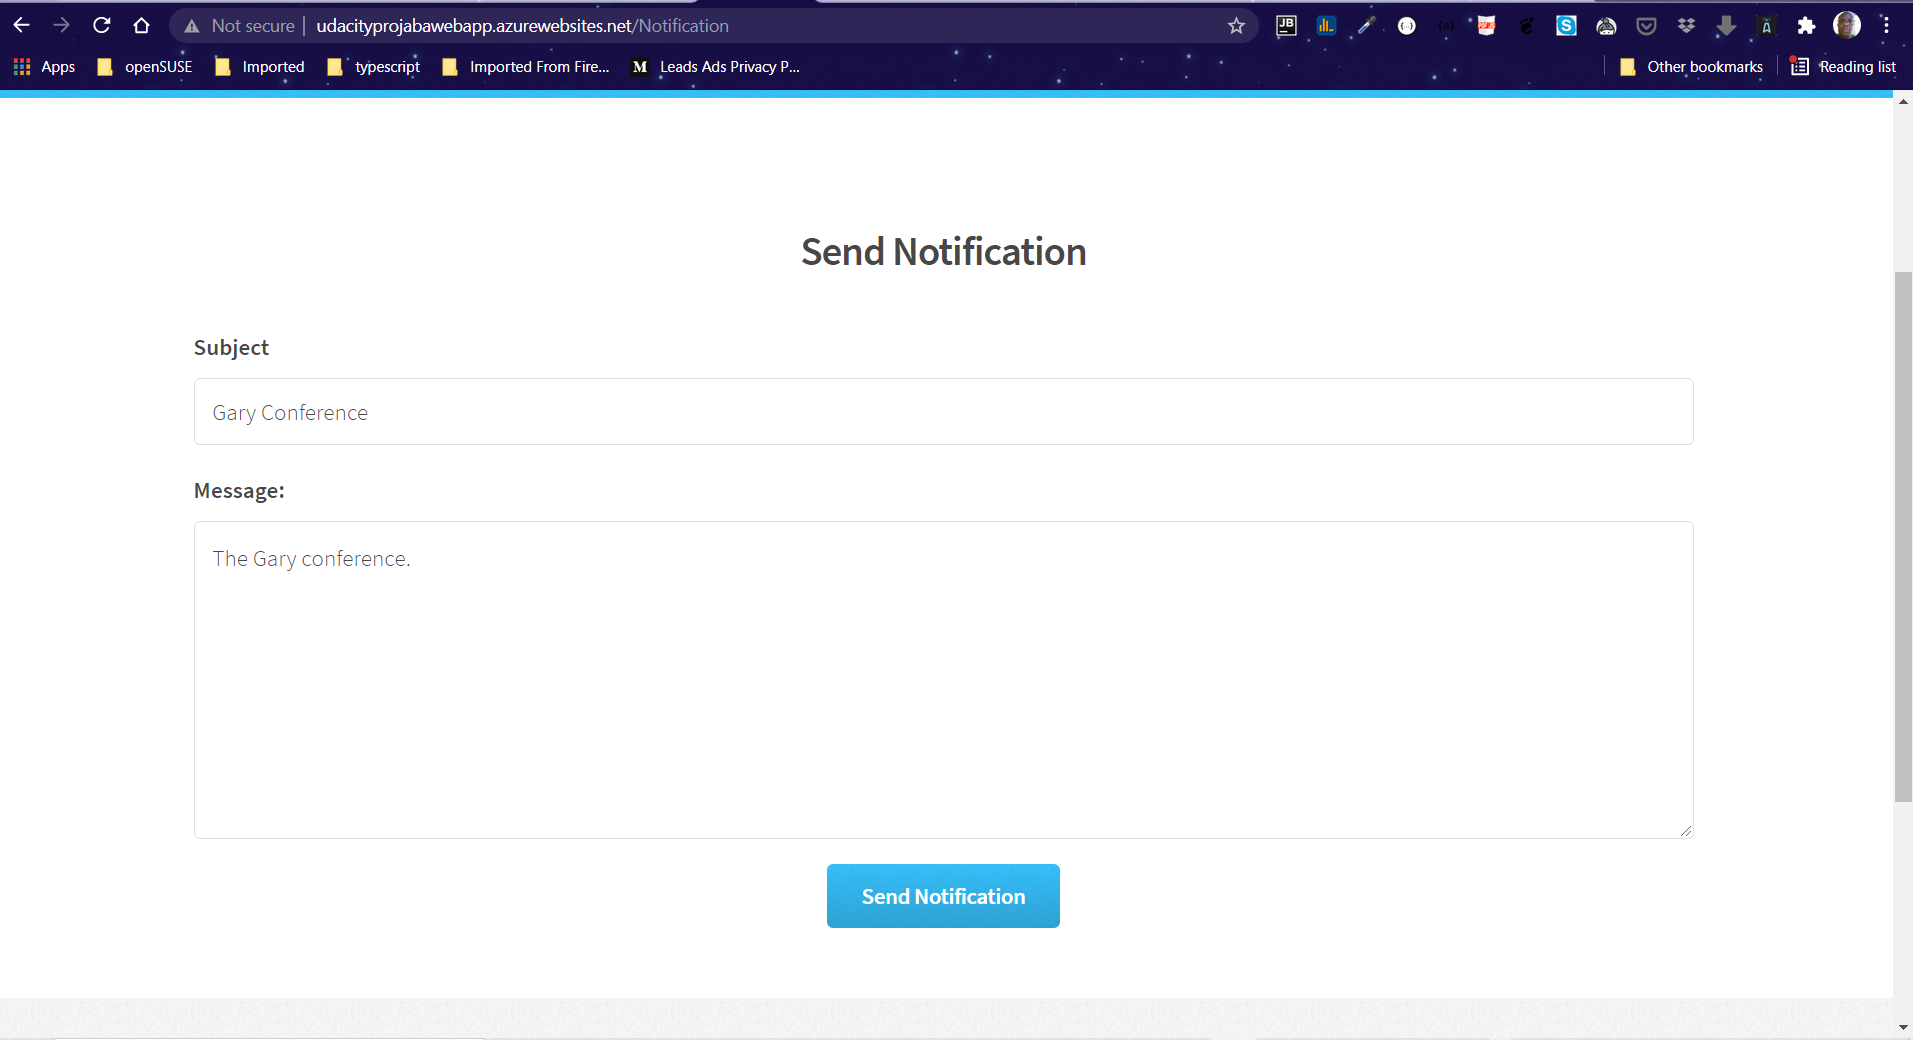 Not secure | udacityprojabawebapp.azurewebsites.net/Notification
JB
S
Apps openSUSE Imported typescript Imported From Fire... M Leads Ads Privacy P... Other bookmarks Reading list
Send Notification
Subject
Gary Conference
Message:
The Gary conference.
Send Notification